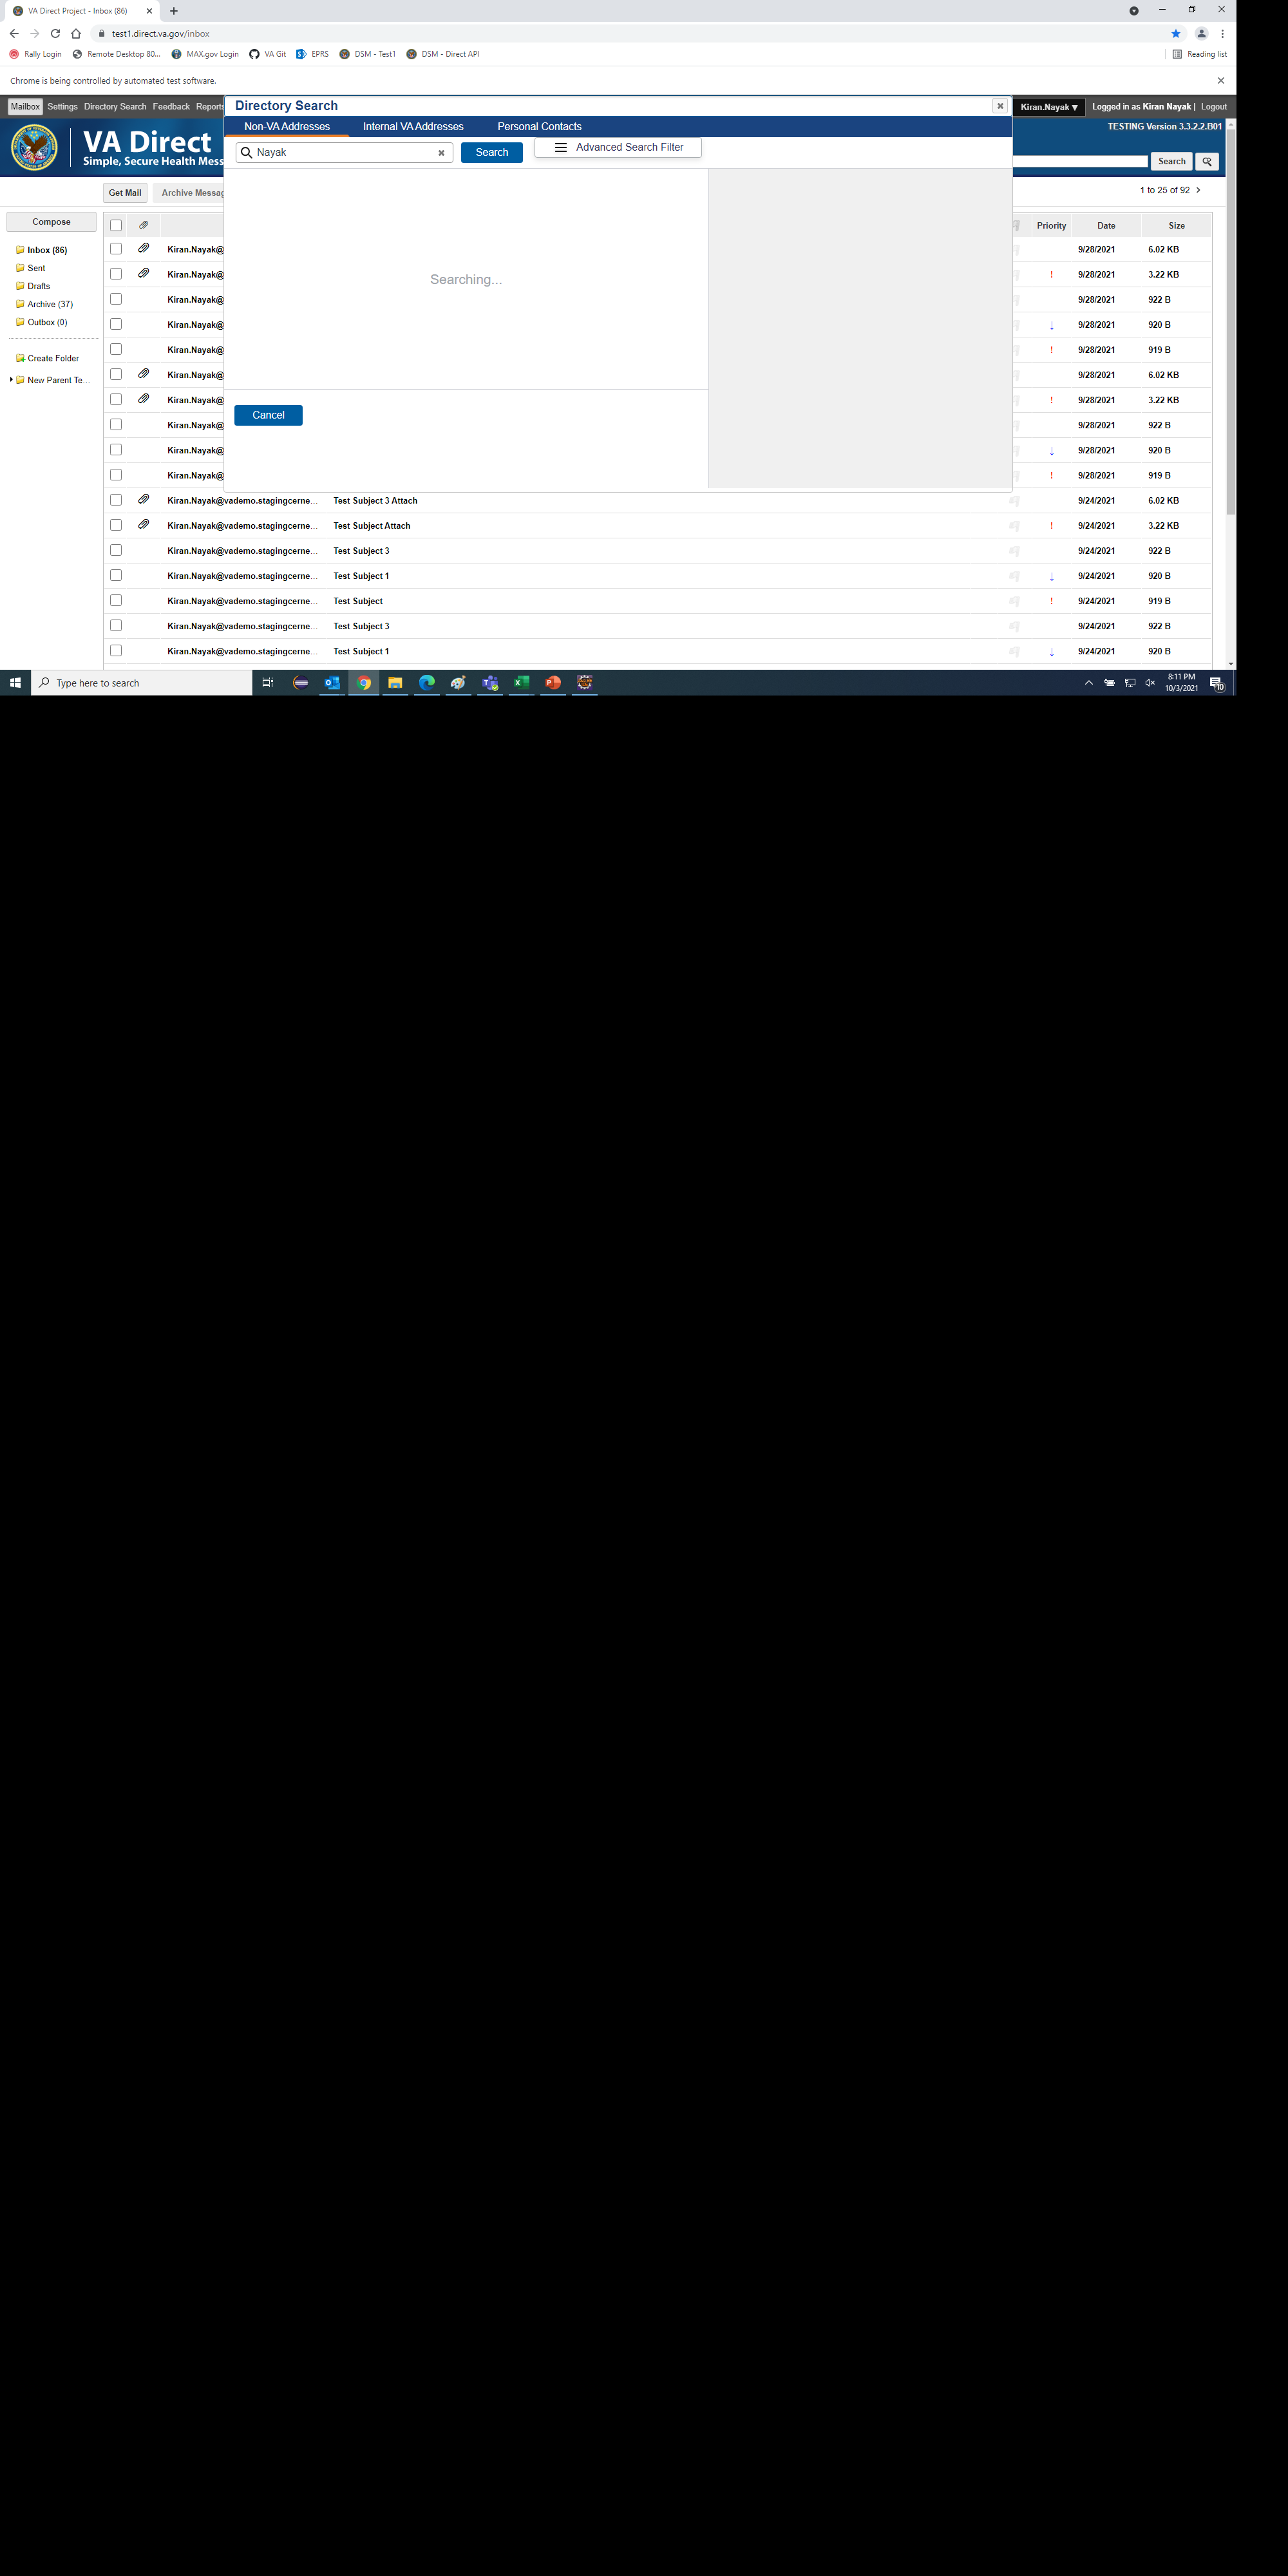 VA Direct Project - Inbox (86)
test1.direct.va.gov/inbox
Rally Login Remote Desktop 80... MAX.gov Login VA Git EPRS DSM - Test1 DSM - Direct API Reading list
Chrome is being controlled by automated test software.
Mailbox Settings Directory Search Feedback Reports Directory Search Kiran.Nayak ▼ Logged in as Kiran Nayak | Logout
Non-VA Addresses Internal VA Addresses Personal Contacts TESTING Version 3.3.2.2.B01
VA Direct
Simple, Secure Health Mess
Nayak Search Advanced Search Filter Search
Get Mail Archive Messag 1 to 25 of 92 >
Compose
Priority Date Size
Inbox (86)
Sent
Drafts
Archive (37)
Outbox (0)
Create Folder
New Parent Te...
Searching...
Cancel
Kiran.Nayak@ 9/28/2021 6.02 KB
Kiran.Nayak@ ! 9/28/2021 3.22 KB
Kiran.Nayak@ 9/28/2021 922 B
Kiran.Nayak@ ↓ 9/28/2021 920 B
Kiran.Nayak@ ! 9/28/2021 919 B
Kiran.Nayak@ 9/28/2021 6.02 KB
Kiran.Nayak@ ! 9/28/2021 3.22 KB
Kiran.Nayak@ 9/28/2021 922 B
Kiran.Nayak@ ↓ 9/28/2021 920 B
Kiran.Nayak@ ! 9/28/2021 919 B
Kiran.Nayak@vademo.stagingcerne... Test Subject 3 Attach 9/24/2021 6.02 KB
Kiran.Nayak@vademo.stagingcerne... Test Subject Attach ! 9/24/2021 3.22 KB
Kiran.Nayak@vademo.stagingcerne... Test Subject 3 9/24/2021 922 B
Kiran.Nayak@vademo.stagingcerne... Test Subject 1 ↓ 9/24/2021 920 B
Kiran.Nayak@vademo.stagingcerne... Test Subject ! 9/24/2021 919 B
Kiran.Nayak@vademo.stagingcerne... Test Subject 3 9/24/2021 922 B
Kiran.Nayak@vademo.stagingcerne... Test Subject 1 ↓ 9/24/2021 920 B
Type here to search
8:11 PM
10/3/2021
10